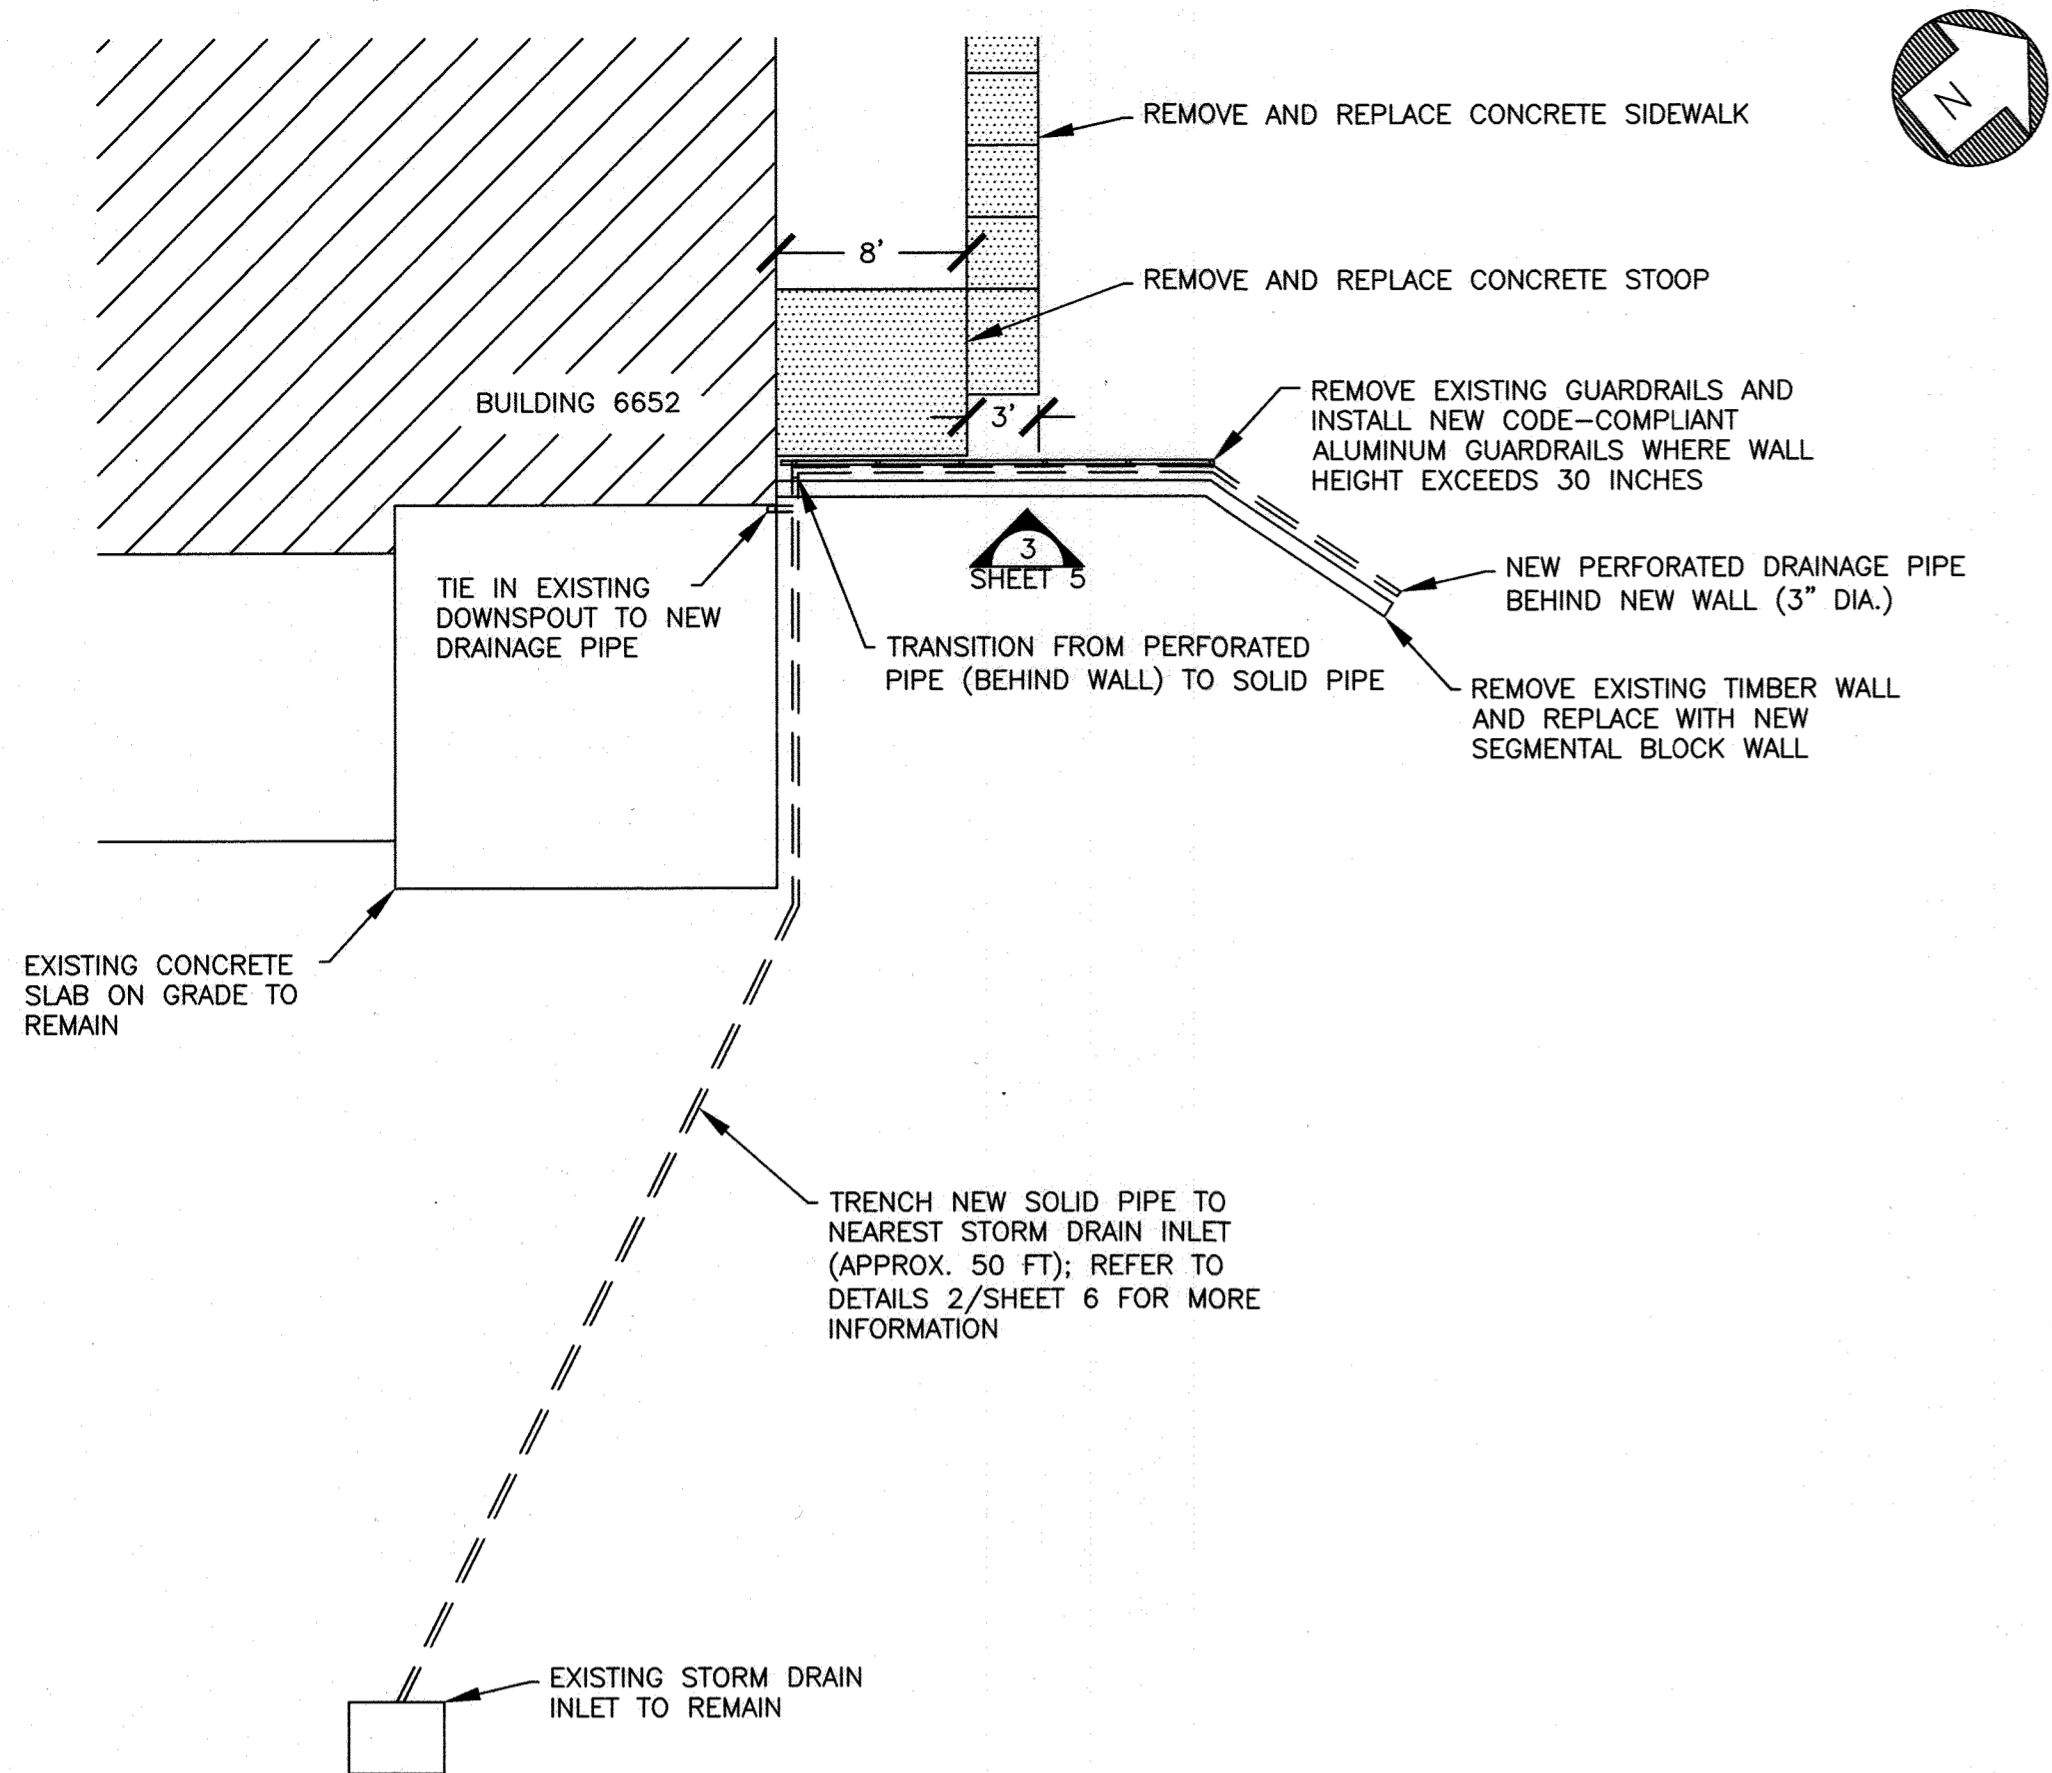 N
REMOVE AND REPLACE CONCRETE SIDEWALK
8'
REMOVE AND REPLACE CONCRETE STOOP
BUILDING 6652
3'
REMOVE EXISTING GUARDRAILS AND
INSTALL NEW CODE-COMPLIANT
ALUMINUM GUARDRAILS WHERE WALL
HEIGHT EXCEEDS 30 INCHES
3
SHEET 5
NEW PERFORATED DRAINAGE PIPE
BEHIND NEW WALL (3" DIA.)
TIE IN EXISTING
DOWNSPOUT TO NEW
DRAINAGE PIPE
TRANSITION FROM PERFORATED
PIPE (BEHIND WALL) TO SOLID PIPE
REMOVE EXISTING TIMBER WALL
AND REPLACE WITH NEW
SEGMENTAL BLOCK WALL
EXISTING CONCRETE
SLAB ON GRADE TO
REMAIN
TRENCH NEW SOLID PIPE TO
NEAREST STORM DRAIN INLET
(APPROX. 50 FT); REFER TO
DETAILS 2/SHEET 6 FOR MORE
INFORMATION
EXISTING STORM DRAIN
INLET TO REMAIN